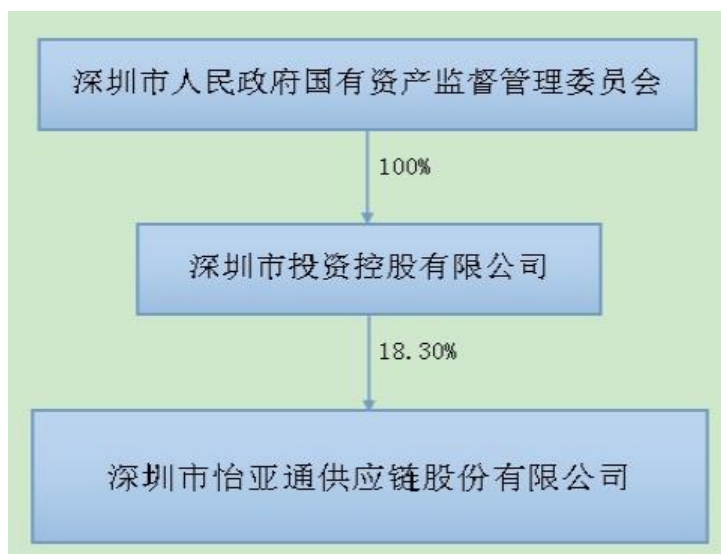 深圳市人民政府国有资产监督管理委员会
100%
深圳市投资控股有限公司
18.30%
深圳市怡亚通供应链股份有限公司